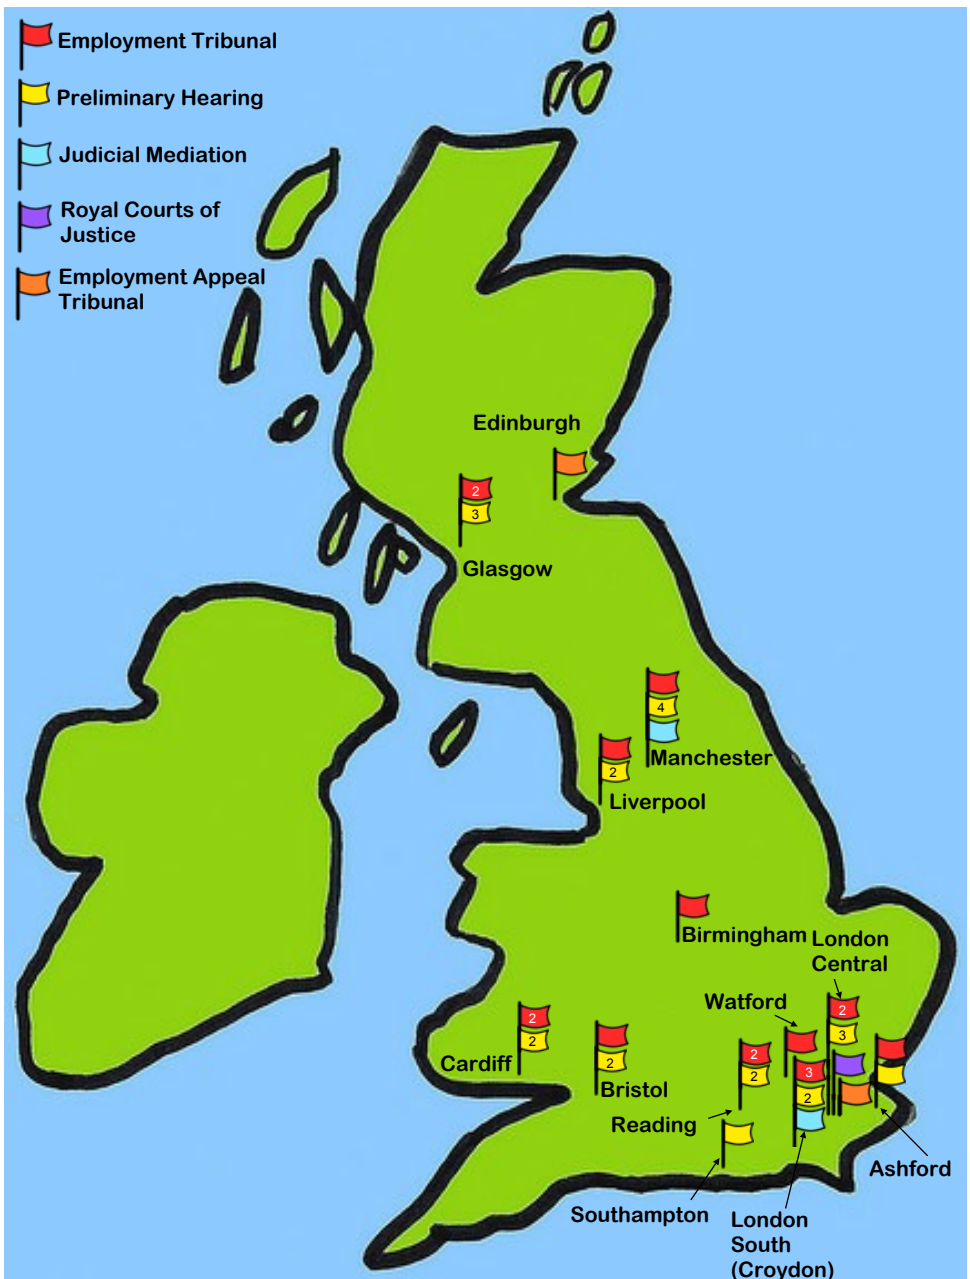 Employment Tribunal
Preliminary Hearing
Judicial Mediation
Royal Courts of
Justice
Employment Appeal
Tribunal
Edinburgh
2
3
Glasgow
4
Manchester
2
Liverpool
Birmingham
London
Central
Watford
2
3
2
2
Cardiff
2
Bristol
2
2
Reading
3
2
Ashford
Southampton
London
South
(Croydon)